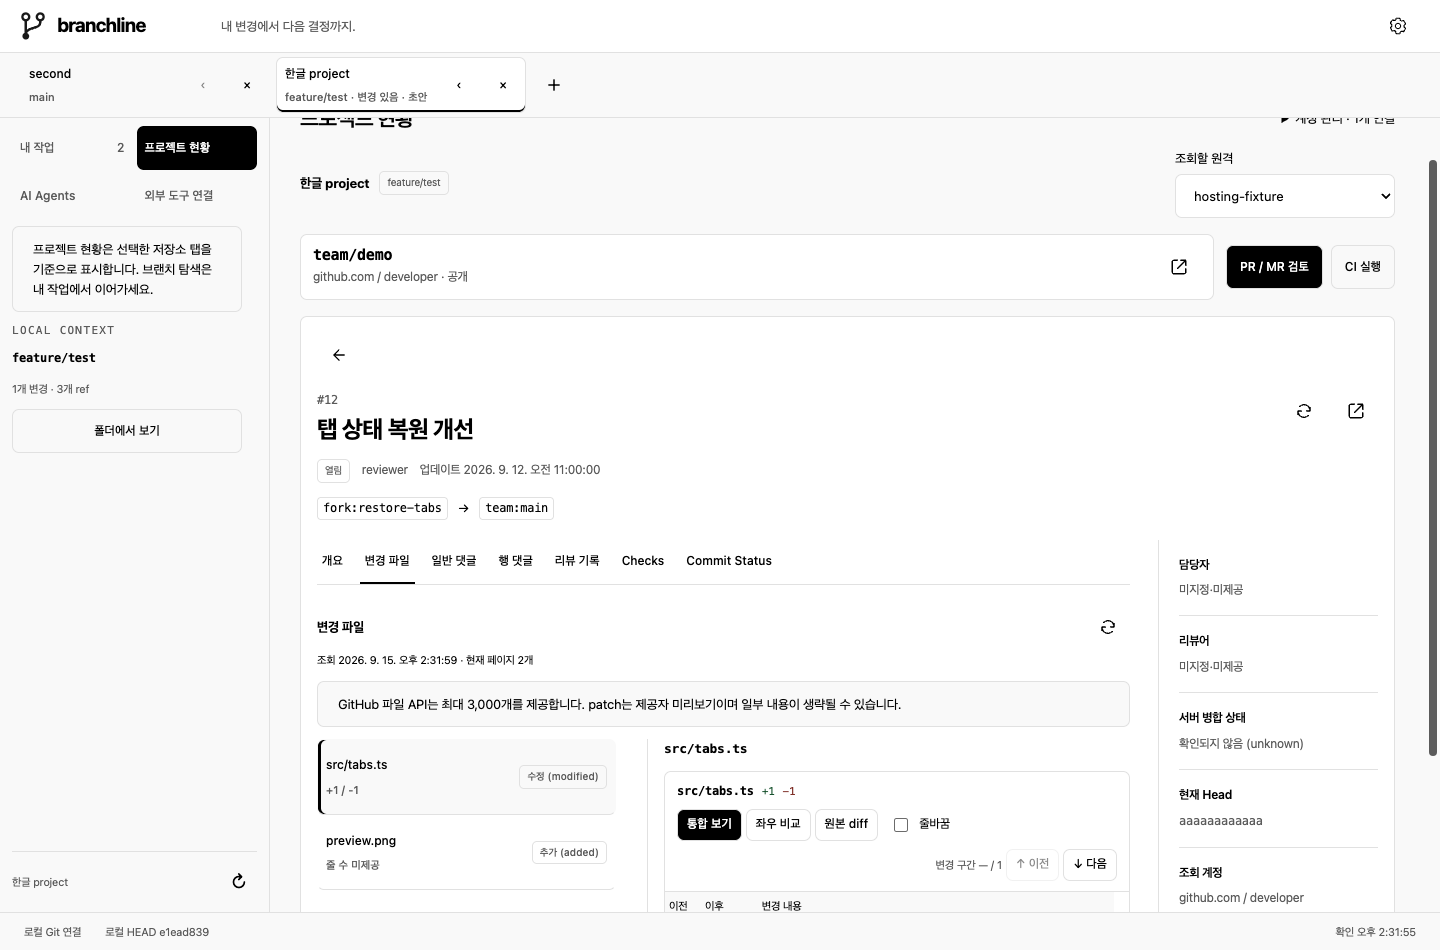 branchline
내 변경에서 다음 결정까지.
second
main
한글 project
feature/test · 변경 있음 · 초안
내 작업 2
프로젝트 현황
AI Agents
외부 도구 연결
프로젝트 현황은 선택한 저장소 탭을
기준으로 표시합니다. 브랜치 탐색은
내 작업에서 이어가세요.
LOCAL CONTEXT
feature/test
1개 변경 · 3개 ref
폴더에서 보기
한글 project
프로젝트 현황
계정 관리 · 1개 연결
한글 project feature/test
조회할 원격
hosting-fixture
team/demo
github.com / developer · 공개
PR / MR 검토
CI 실행
#12
탭 상태 복원 개선
열림 reviewer 업데이트 2026. 9. 12. 오전 11:00:00
fork:restore-tabs → team:main
개요 변경 파일 일반 댓글 행 댓글 리뷰 기록 Checks Commit Status
변경 파일
조회 2026. 9. 15. 오후 2:31:59 · 현재 페이지 2개
GitHub 파일 API는 최대 3,000개를 제공합니다. patch는 제공자 미리보기이며 일부 내용이 생략될 수 있습니다.
src/tabs.ts
+1 / -1
수정 (modified)
preview.png
줄 수 미제공
추가 (added)
src/tabs.ts
src/tabs.ts +1 −1
통합 보기 좌우 비교 원본 diff 줄바꿈
변경 구간 — / 1 ↑ 이전 ↓ 다음
이전 이후 변경 내용
담당자
미지정·미제공
리뷰어
미지정·미제공
서버 병합 상태
확인되지 않음 (unknown)
현재 Head
aaaaaaaaaaaa
조회 계정
github.com / developer
로컬 Git 연결 로컬 HEAD e1ead839
확인 오후 2:31:55